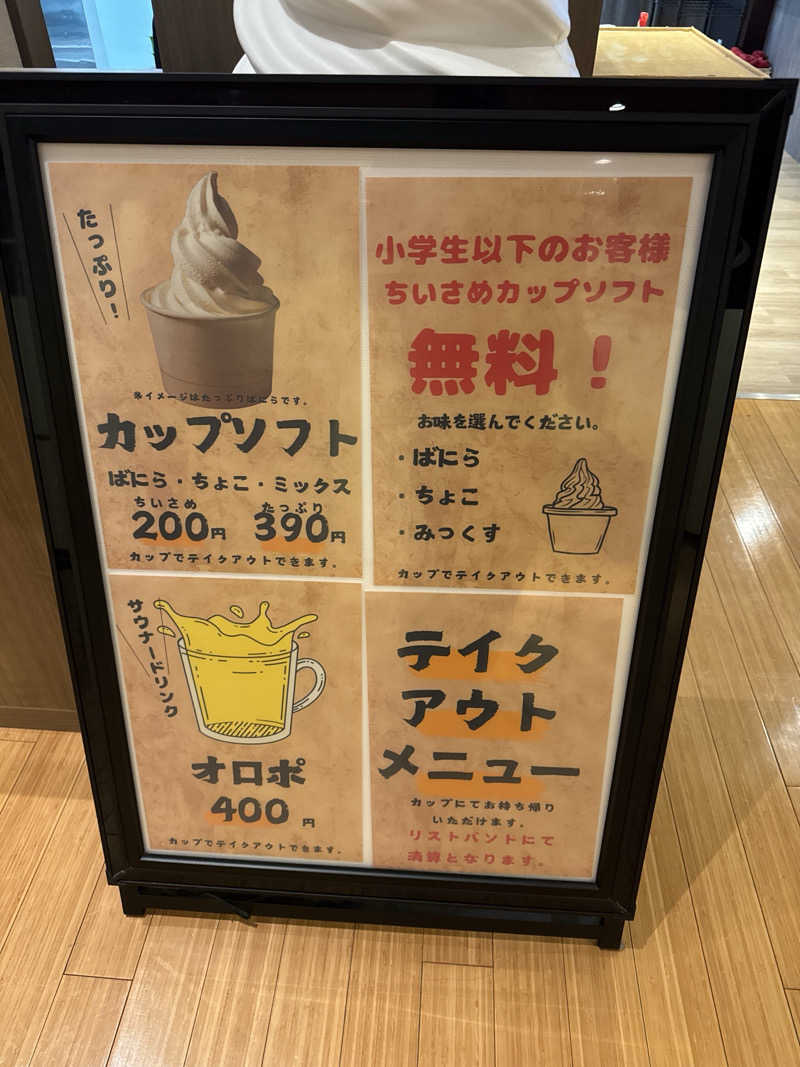 たっぷり!
※イメージはたっぷりばにらです。
カップソフト
ばにら・ちょこ・ミックス
ちいさめ たっぷり
200円 390円
カップでテイクアウトできます。
小学生以下のお客様
ちいさめカップソフト
無料!
お味を選んでください。
・ばにら
・ちょこ
・みっくす
カップでテイクアウトできます。
サウナードリンク
オロポ
400円
カップでテイクアウトできます。
テイク
アウト
メニュー
カップにてお持ち帰り
いただけます。
リストバンドにて
清算となります。